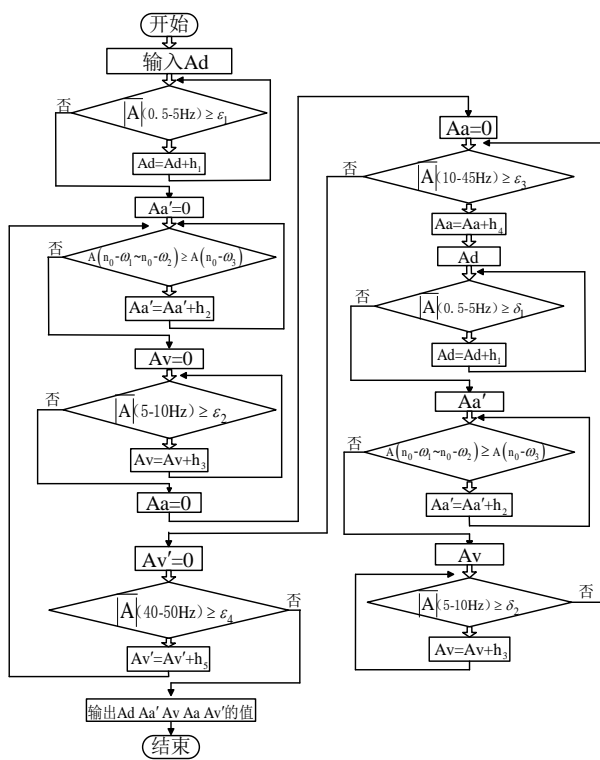 开始
输入Ad
否
|A|(0.5-5Hz)≥ε₁
Ad=Ad+h₁
Aa′=0
否
A(n₀-ω₁~n₀-ω₂)≥A(n₀-ω₃)
Aa′=Aa′+h₂
Av=0
否
|A|(5-10Hz)≥ε₂
Av=Av+h₃
Aa=0
Av′=0
|A|(40-50Hz)≥ε₄
否
Av′=Av′+h₅
输出Ad Aa′ Av Aa Av′的值
结束
Aa=0
否
|A|(10-45Hz)≥ε₃
Aa=Aa+h₄
Ad
否
|A|(0.5-5Hz)≥δ₁
Ad=Ad+h₁
Aa′
否
A(n₀-ω₁~n₀-ω₂)≥A(n₀-ω₃)
Aa′=Aa′+h₂
Av
|A|(5-10Hz)≥δ₂
否
Av=Av+h₃